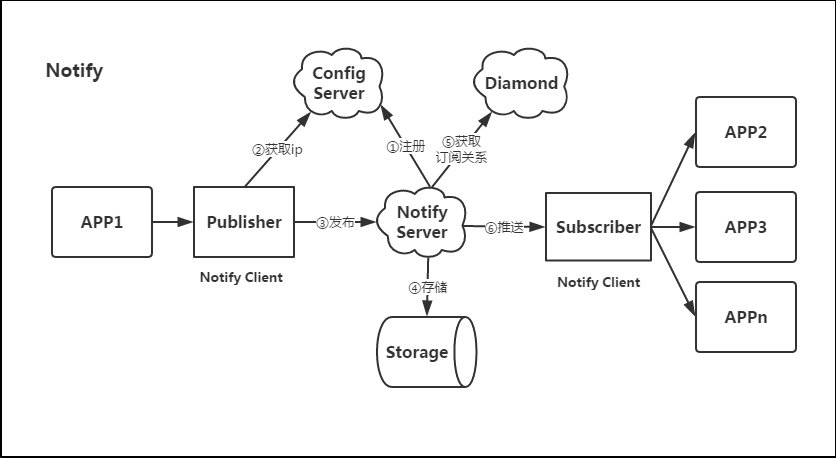 Notify
Config
Server
Diamond
②获取ip
①注册
⑤获取
订阅关系
APP1
Publisher
Notify Client
③发布
Notify
Server
⑥推送
Subscriber
Notify Client
APP2
APP3
APPn
④存储
Storage